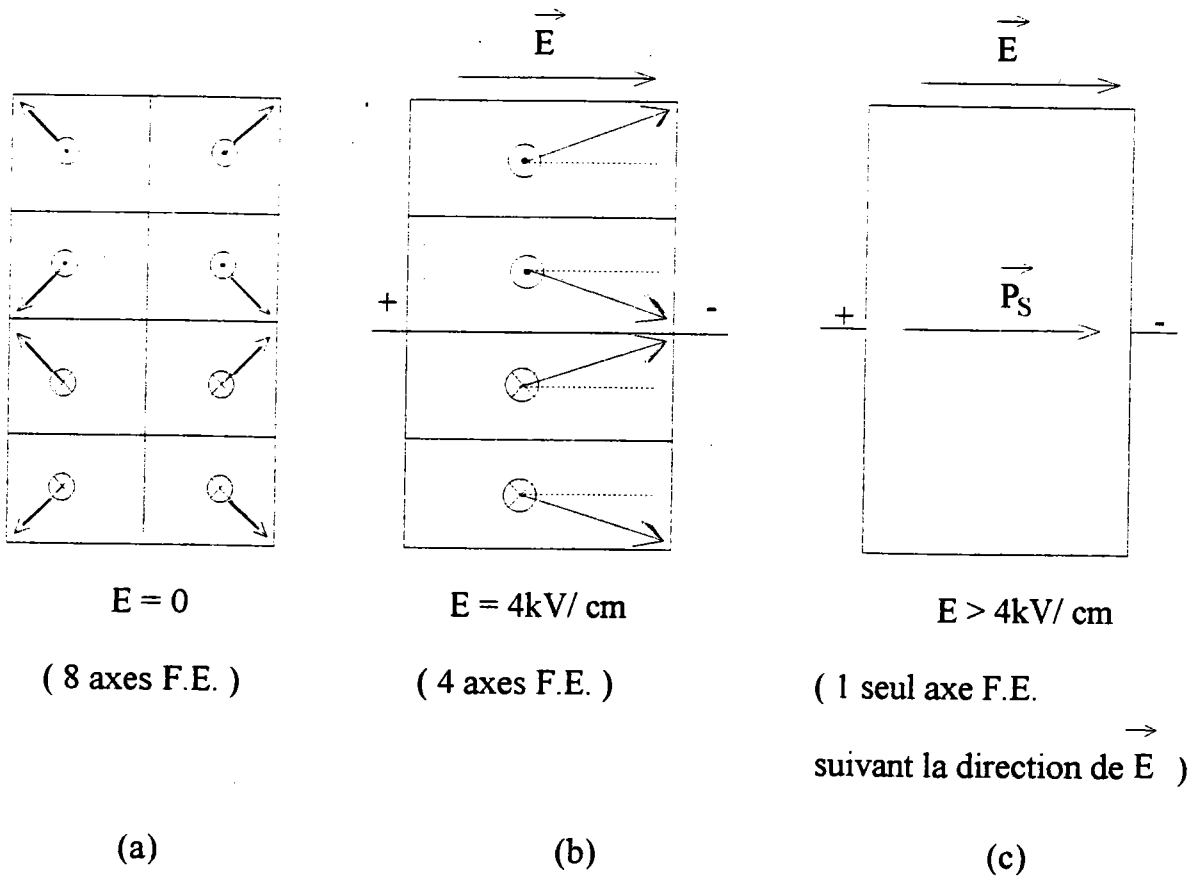 E
E
+ -
P_S
+ -
E = 0
E = 4kV/ cm
E > 4kV/ cm
( 8 axes F.E. )
( 4 axes F.E. )
( 1 seul axe F.E.
suivant la direction de E )
(a)
(b)
(c)